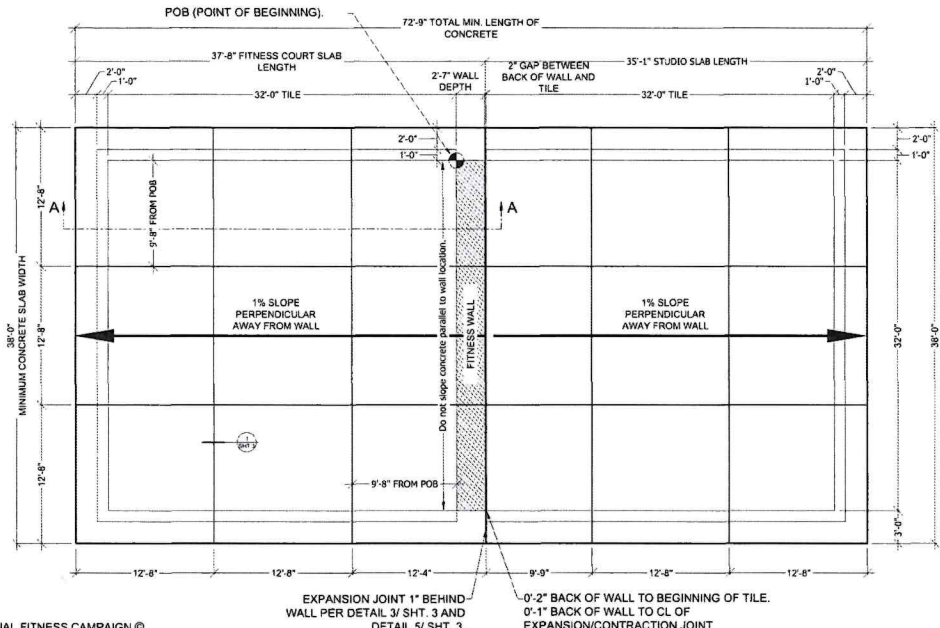 POB (POINT OF BEGINNING).
72'-9" TOTAL MIN. LENGTH OF
CONCRETE
37'-8" FITNESS COURT SLAB
LENGTH
2" GAP BETWEEN
BACK OF WALL AND
TILE
35'-1" STUDIO SLAB LENGTH
2'-0"
1'-0"
32'-0" TILE
2'-7" WALL
DEPTH
32'-0" TILE
1'-0"
2'-0"
2'-0"
1'-0"
2'-0"
1'-0"
12'-8"
A
A
9'-8" FROM POB
MINIMUM CONCRETE SLAB WIDTH
38'-0"
12'-8"
12'-8"
1% SLOPE
PERPENDICULAR
AWAY FROM WALL
Do not slope concrete parallel to wall location.
FITNESS WALL
1% SLOPE
PERPENDICULAR
AWAY FROM WALL
32'-0"
38'-0"
1
SHT 3
9'-8" FROM POB
3'-0"
12'-8"
12'-8"
12'-4"
9'-9"
12'-8"
12'-8"
EXPANSION JOINT 1" BEHIND
WALL PER DETAIL 3/ SHT. 3 AND
DETAIL 5/ SHT. 3
0'-2" BACK OF WALL TO BEGINNING OF TILE.
0'-1" BACK OF WALL TO CL OF
EXPANSION/CONTRACTION JOINT
FITNESS CAMPAIGN ©